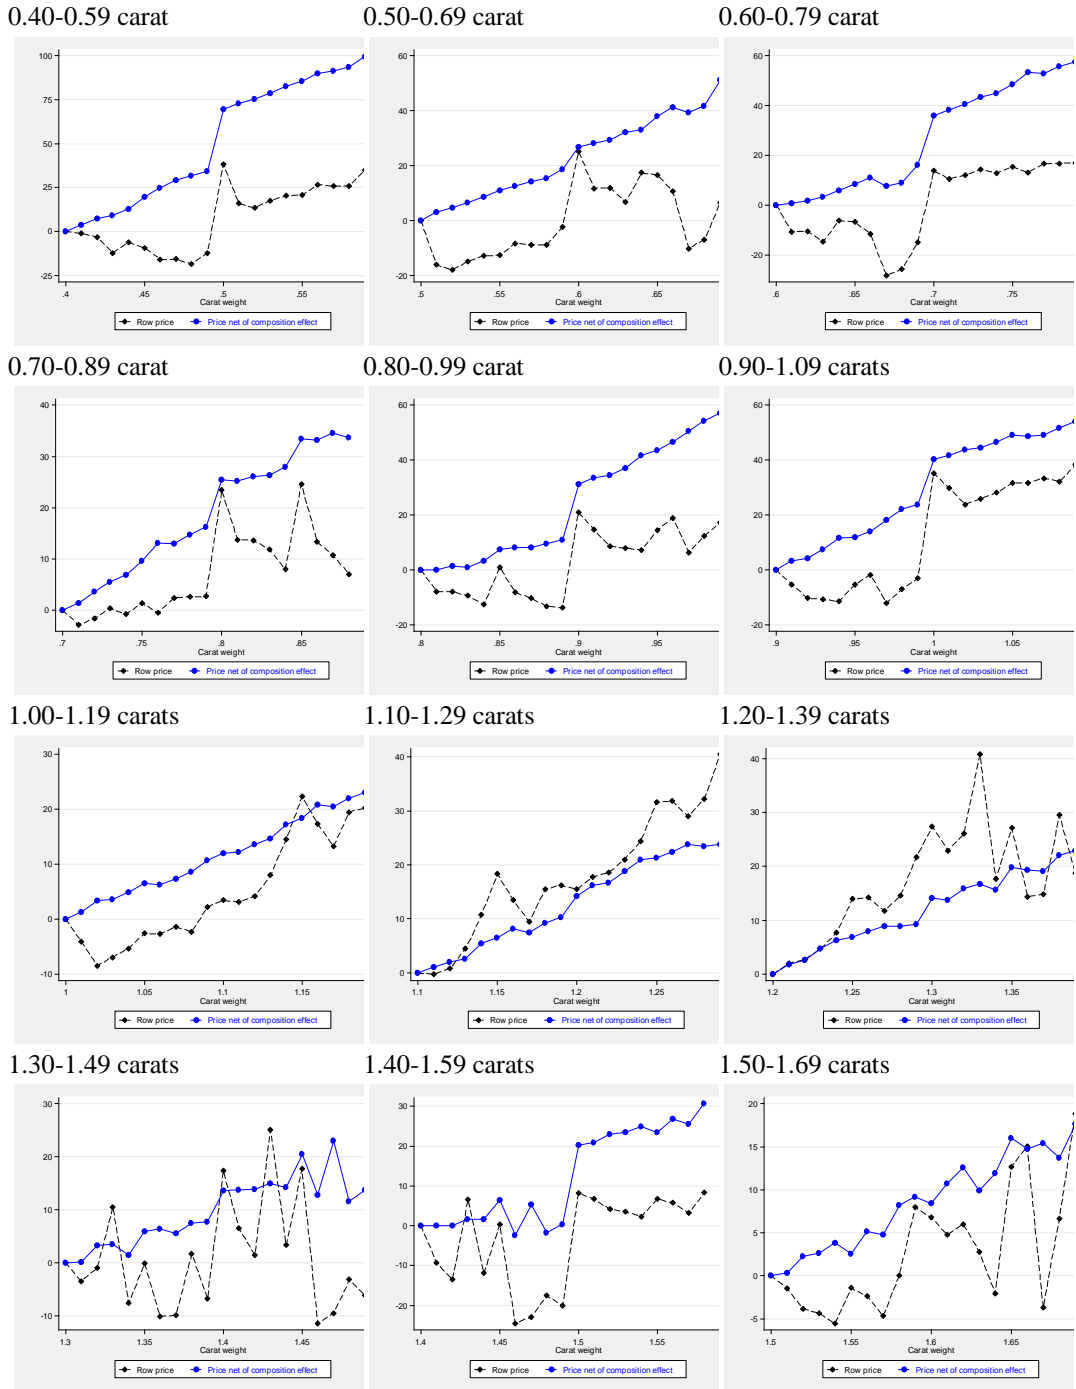 0.40-0.59 carat 0.50-0.69 carat 0.60-0.79 carat
100
75
50
25
0
-25
.4 .45 .5 .55
Carat weight
Row price Price net of composition effect
60
40
20
0
-20
.5 .55 .6 .65
Carat weight
Row price Price net of composition effect
60
40
20
0
-20
.6 .65 .7 .75
Carat weight
Row price Price net of composition effect
0.70-0.89 carat 0.80-0.99 carat 0.90-1.09 carats
40
30
20
10
0
.7 .75 .8 .85
Carat weight
Row price Price net of composition effect
60
40
20
0
-20
.8 .85 .9 .95
Carat weight
Row price Price net of composition effect
60
40
20
0
-20
.9 .95 1 1.05
Carat weight
Row price Price net of composition effect
1.00-1.19 carats 1.10-1.29 carats 1.20-1.39 carats
30
20
10
0
-10
1 1.05 1.1 1.15
Carat weight
Row price Price net of composition effect
40
30
20
10
0
1.1 1.15 1.2 1.25
Carat weight
Row price Price net of composition effect
40
30
20
10
0
1.2 1.25 1.3 1.35
Carat weight
Row price Price net of composition effect
1.30-1.49 carats 1.40-1.59 carats 1.50-1.69 carats
30
20
10
0
-10
1.3 1.35 1.4 1.45
Carat weight
Row price Price net of composition effect
30
20
10
0
-10
-20
1.4 1.45 1.5 1.55
Carat weight
Row price Price net of composition effect
20
15
10
5
0
-5
1.5 1.55 1.6 1.65
Carat weight
Row price Price net of composition effect